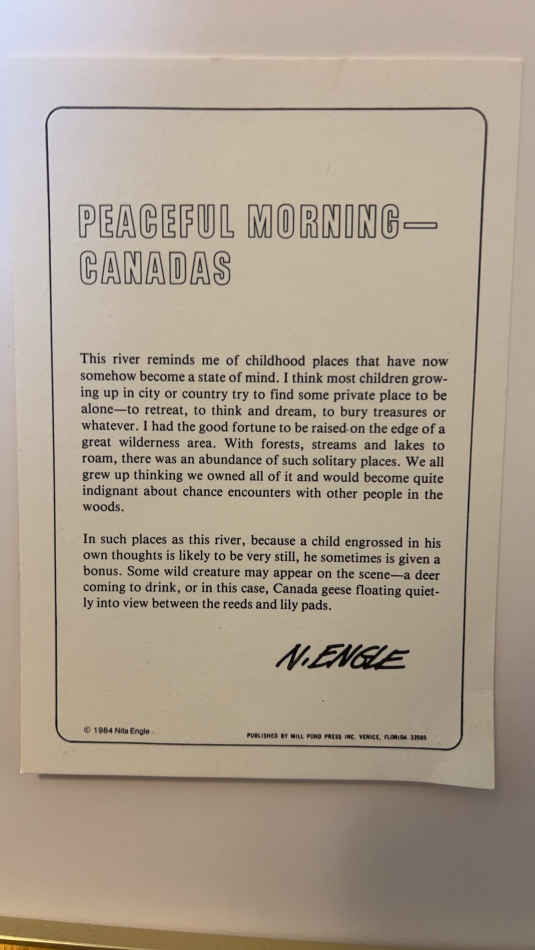 PEACEFUL MORNING—
CANADAS
This river reminds me of childhood places that have now
somehow become a state of mind. I think most children grow-
ing up in city or country try to find some private place to be
alone—to retreat, to think and dream, to bury treasures or
whatever. I had the good fortune to be raised on the edge of a
great wilderness area. With forests, streams and lakes to
roam, there was an abundance of such solitary places. We all
grew up thinking we owned all of it and would become quite
indignant about chance encounters with other people in the
woods.
In such places as this river, because a child engrossed in his
own thoughts is likely to be very still, he sometimes is given a
bonus. Some wild creature may appear on the scene—a deer
coming to drink, or in this case, Canada geese floating quiet-
ly into view between the reeds and lily pads.
N. ENGLE
© 1984 Nita Engle
PUBLISHED BY MILL POND PRESS INC. VENICE, FLORIDA